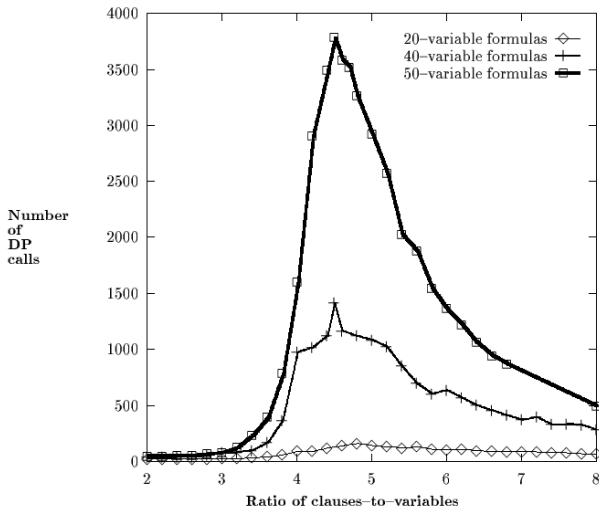 4000
3500
3000
2500
2000
1500
1000
500
0
20–variable formulas
40–variable formulas
50–variable formulas
Number
of
DP
calls
2 3 4 5 6 7 8
Ratio of clauses–to–variables